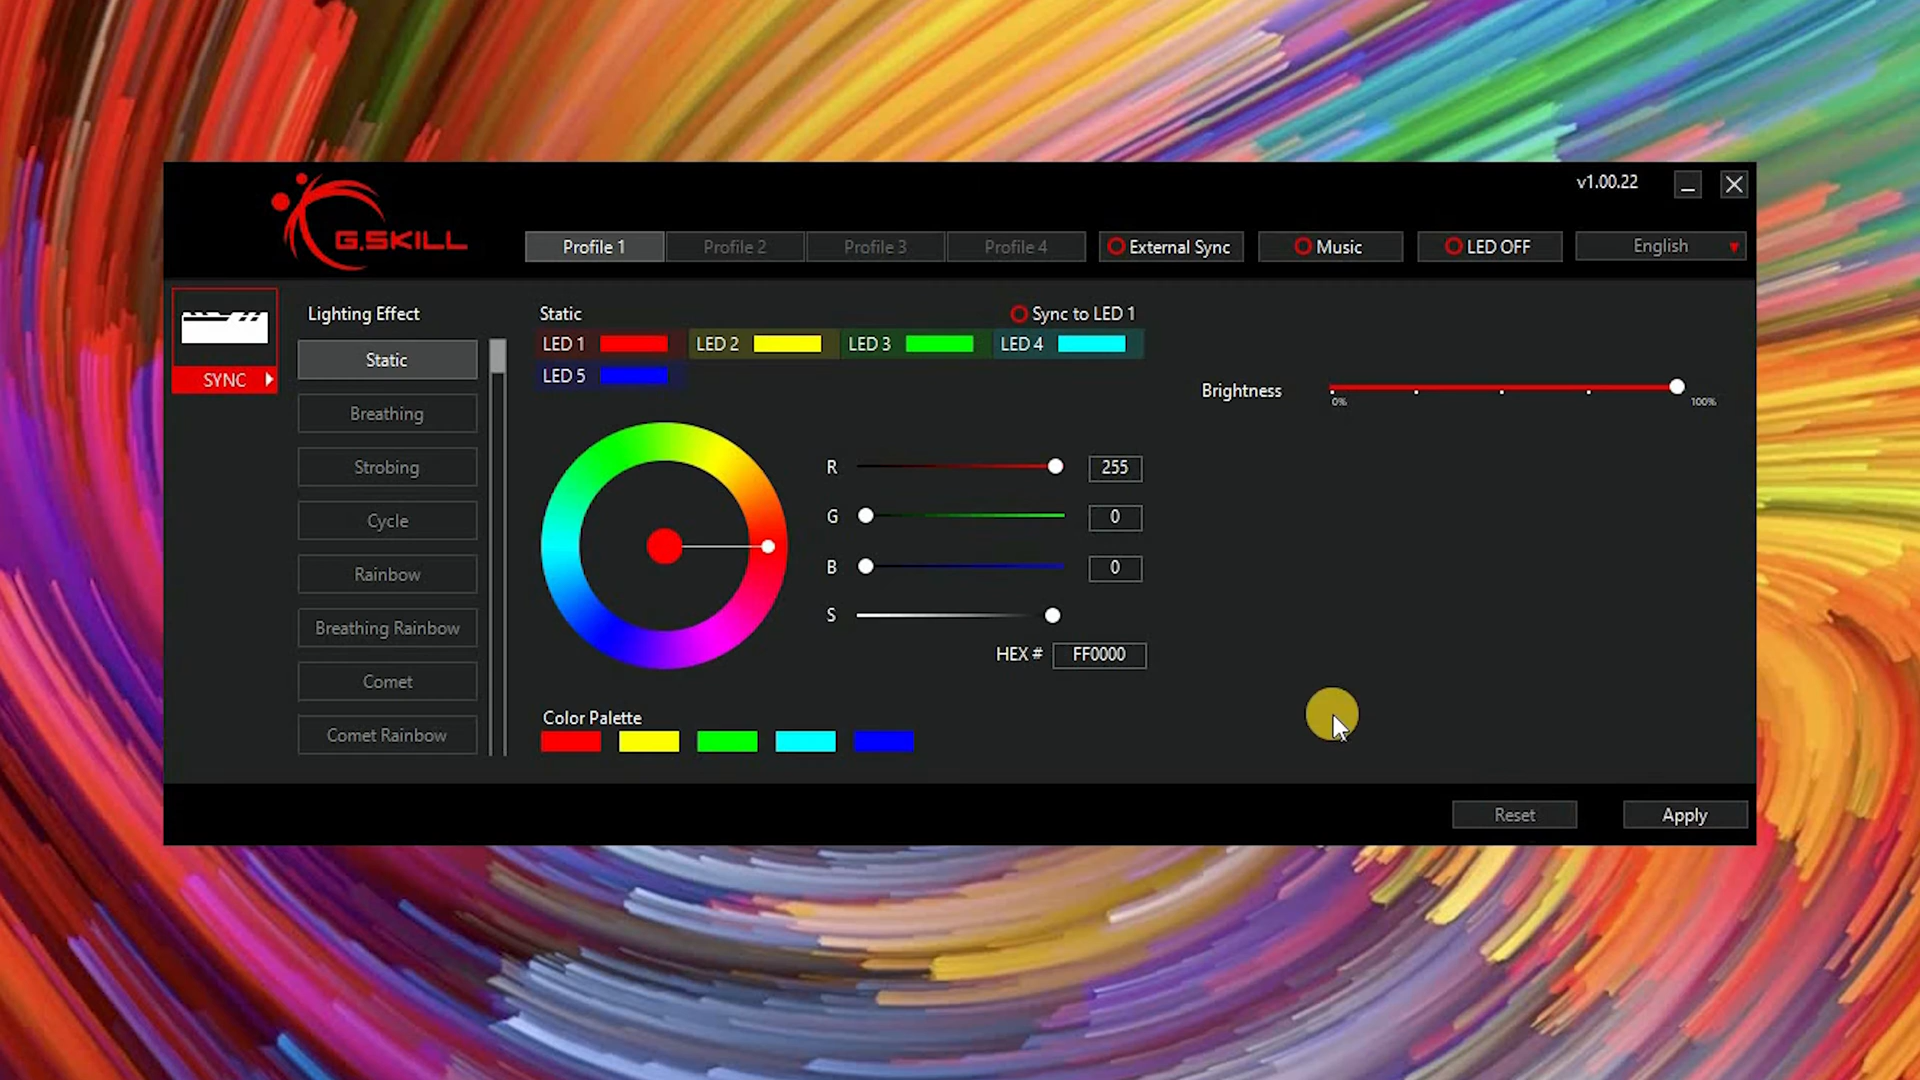 v1.00.22
G.SKILL
Profile 1 Profile 2 Profile 3 Profile 4 External Sync Music LED OFF English
SYNC
Lighting Effect
Static
Breathing
Strobing
Cycle
Rainbow
Breathing Rainbow
Comet
Comet Rainbow
Static Sync to LED 1
LED 1 LED 2 LED 3 LED 4
LED 5
R 255
G 0
B 0
S
HEX # FF0000
Color Palette
Brightness
0% 100%
Reset Apply